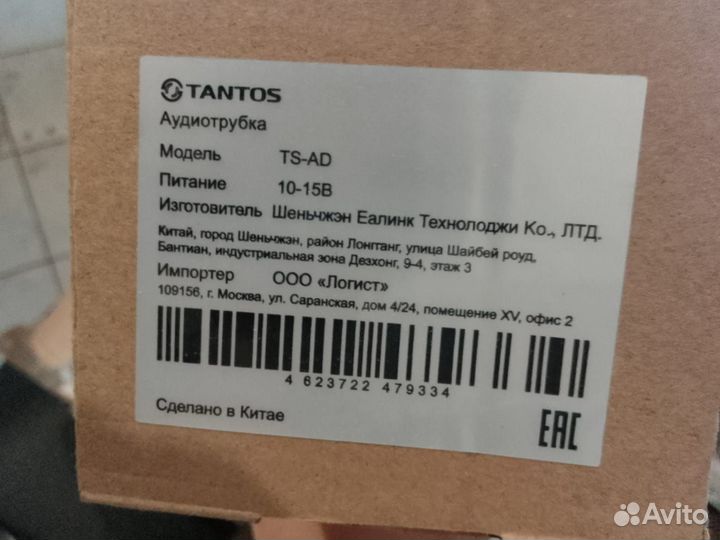 TANTOS
Аудиотрубка
Модель TS-AD
Питание 10-15В
Изготовитель Шеньчжэн Еалинк Технолоджи Ко., ЛТД.
Китай, город Шеньчжэн, район Лонгганг, улица Шайбей роуд,
Бантиан, индустриальная зона Дезхонг, 9-4, этаж 3
Импортер ООО «Логист»
109156, г. Москва, ул. Саранская, дом 4/24, помещение XV, офис 2
4 623722 479334
Сделано в Китае
EAC
Avito